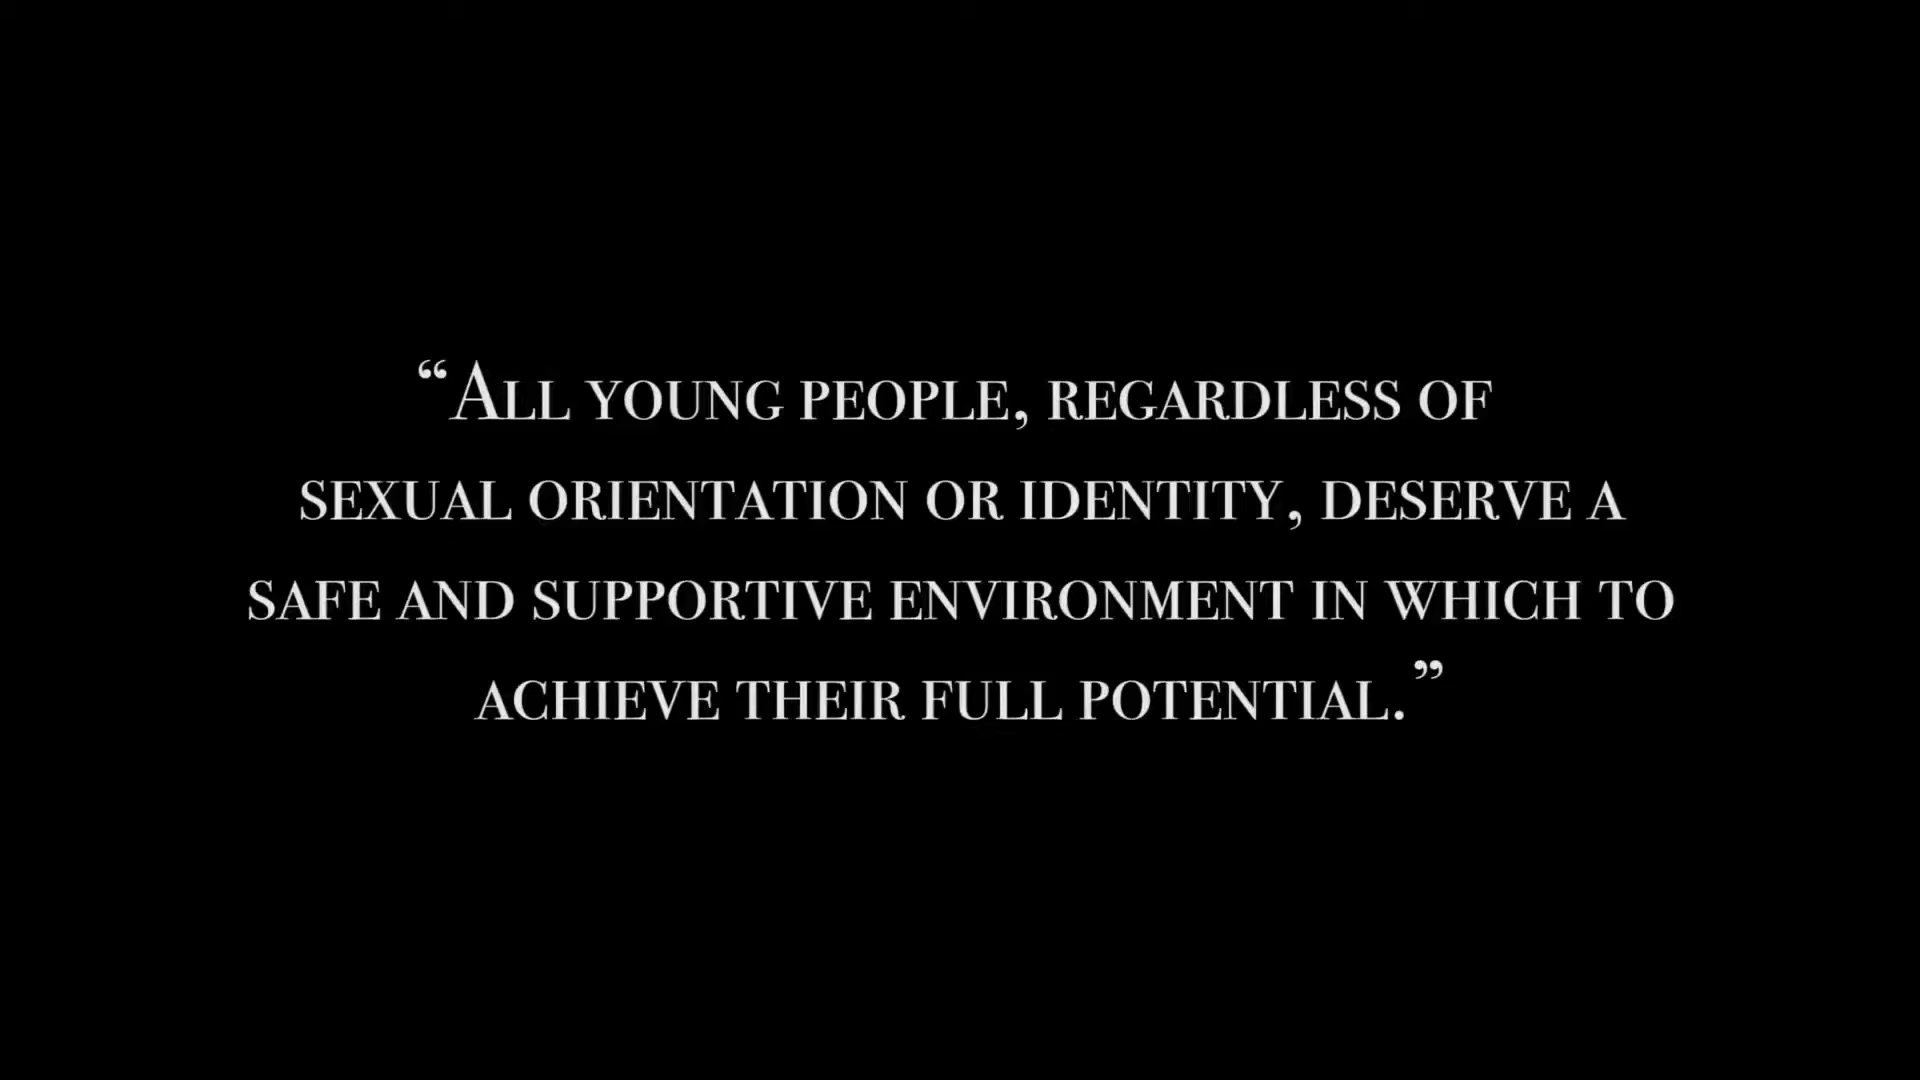 “All young people, regardless of
sexual orientation or identity, deserve a
safe and supportive environment in which to
achieve their full potential.”